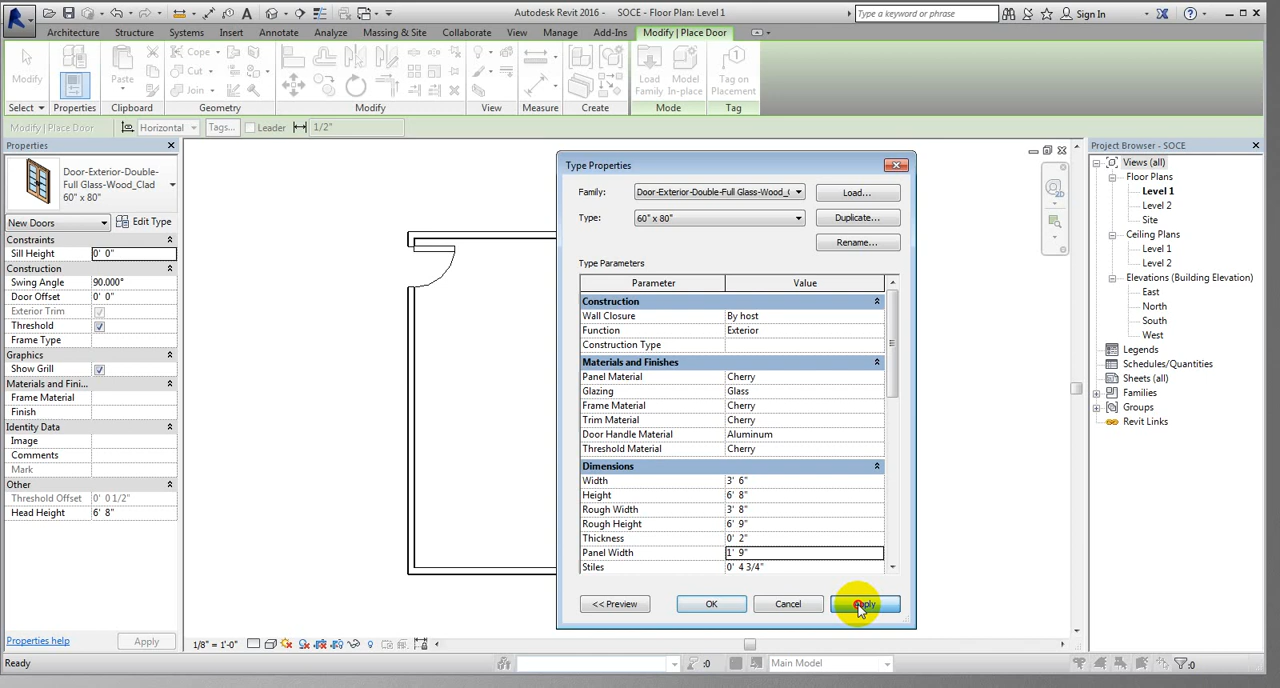 Autodesk Revit 2016 - SOCE - Floor Plan: Level 1
Type a keyword or phrase
Sign In
Architecture Structure Systems Insert Annotate Analyze Massing & Site Collaborate View Manage Add-Ins Modify | Place Door
Modify
Paste
Cope
Cut
Join
Load Family
Model In-place
Tag on Placement
Select Properties Clipboard Geometry Modify View Measure Create Mode Tag
Modify | Place Door
Horizontal
Tags...
Leader
1/2"
Properties
Door-Exterior-Double-
Full Glass-Wood_Clad
60" x 80"
New Doors
Edit Type
Constraints
Sill Height 0' 0"
Construction
Swing Angle 90.000°
Door Offset 0' 0"
Exterior Trim
Threshold
Frame Type
Graphics
Show Grill
Materials and Fini...
Frame Material
Finish
Identity Data
Image
Comments
Mark
Other
Threshold Offset 0' 0 1/2"
Head Height 6' 8"
Properties help
Apply
Type Properties
Family: Door-Exterior-Double-Full Glass-Wood_(
Load...
Type: 60" x 80"
Duplicate...
Rename...
Type Parameters
Parameter Value
Construction
Wall Closure By host
Function Exterior
Construction Type
Materials and Finishes
Panel Material Cherry
Glazing Glass
Frame Material Cherry
Trim Material Cherry
Door Handle Material Aluminum
Threshold Material Cherry
Dimensions
Width 3' 6"
Height 6' 8"
Rough Width 3' 8"
Rough Height 6' 9"
Thickness 0' 2"
Panel Width 1' 9"
Stiles 0' 4 3/4"
<< Preview OK Cancel Apply
Project Browser - SOCE
Views (all)
Floor Plans
Level 1
Level 2
Site
Ceiling Plans
Level 1
Level 2
Elevations (Building Elevation)
East
North
South
West
Legends
Schedules/Quantities
Sheets (all)
Families
Groups
Revit Links
2D
1/8" = 1'-0"
Ready
:0
Main Model
:0